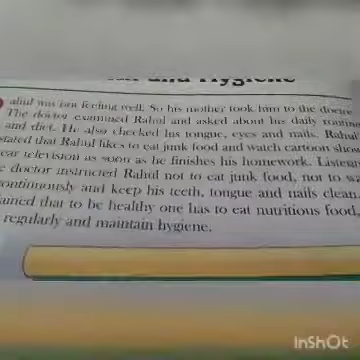 and Hygiene
ahul was not feeling well. So his mother took him to the doctor.
The doctor examined Rahul and asked about his daily routine
and diet. He also checked his tongue, eyes and nails. Rahul
stated that Rahul likes to eat junk food and watch cartoon show
television as soon as he finishes his homework.
doctor instructed Rahul not to eat junk food, not to
continuously and keep his teeth, tongue and nails clean.
ained that to be healthy one has to eat nutritious food,
regularly and maintain hygiene.
InShOt